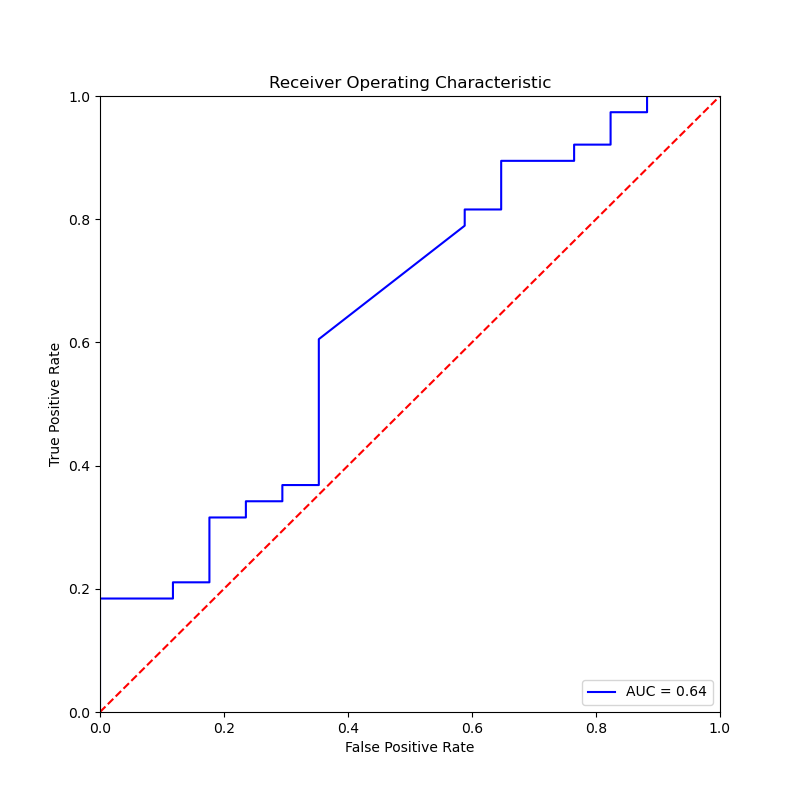 Receiver Operating Characteristic
1.0
0.8
0.6
0.4
0.2
0.0
True Positive Rate
AUC = 0.64
0.0 0.2 0.4 0.6 0.8 1.0
False Positive Rate